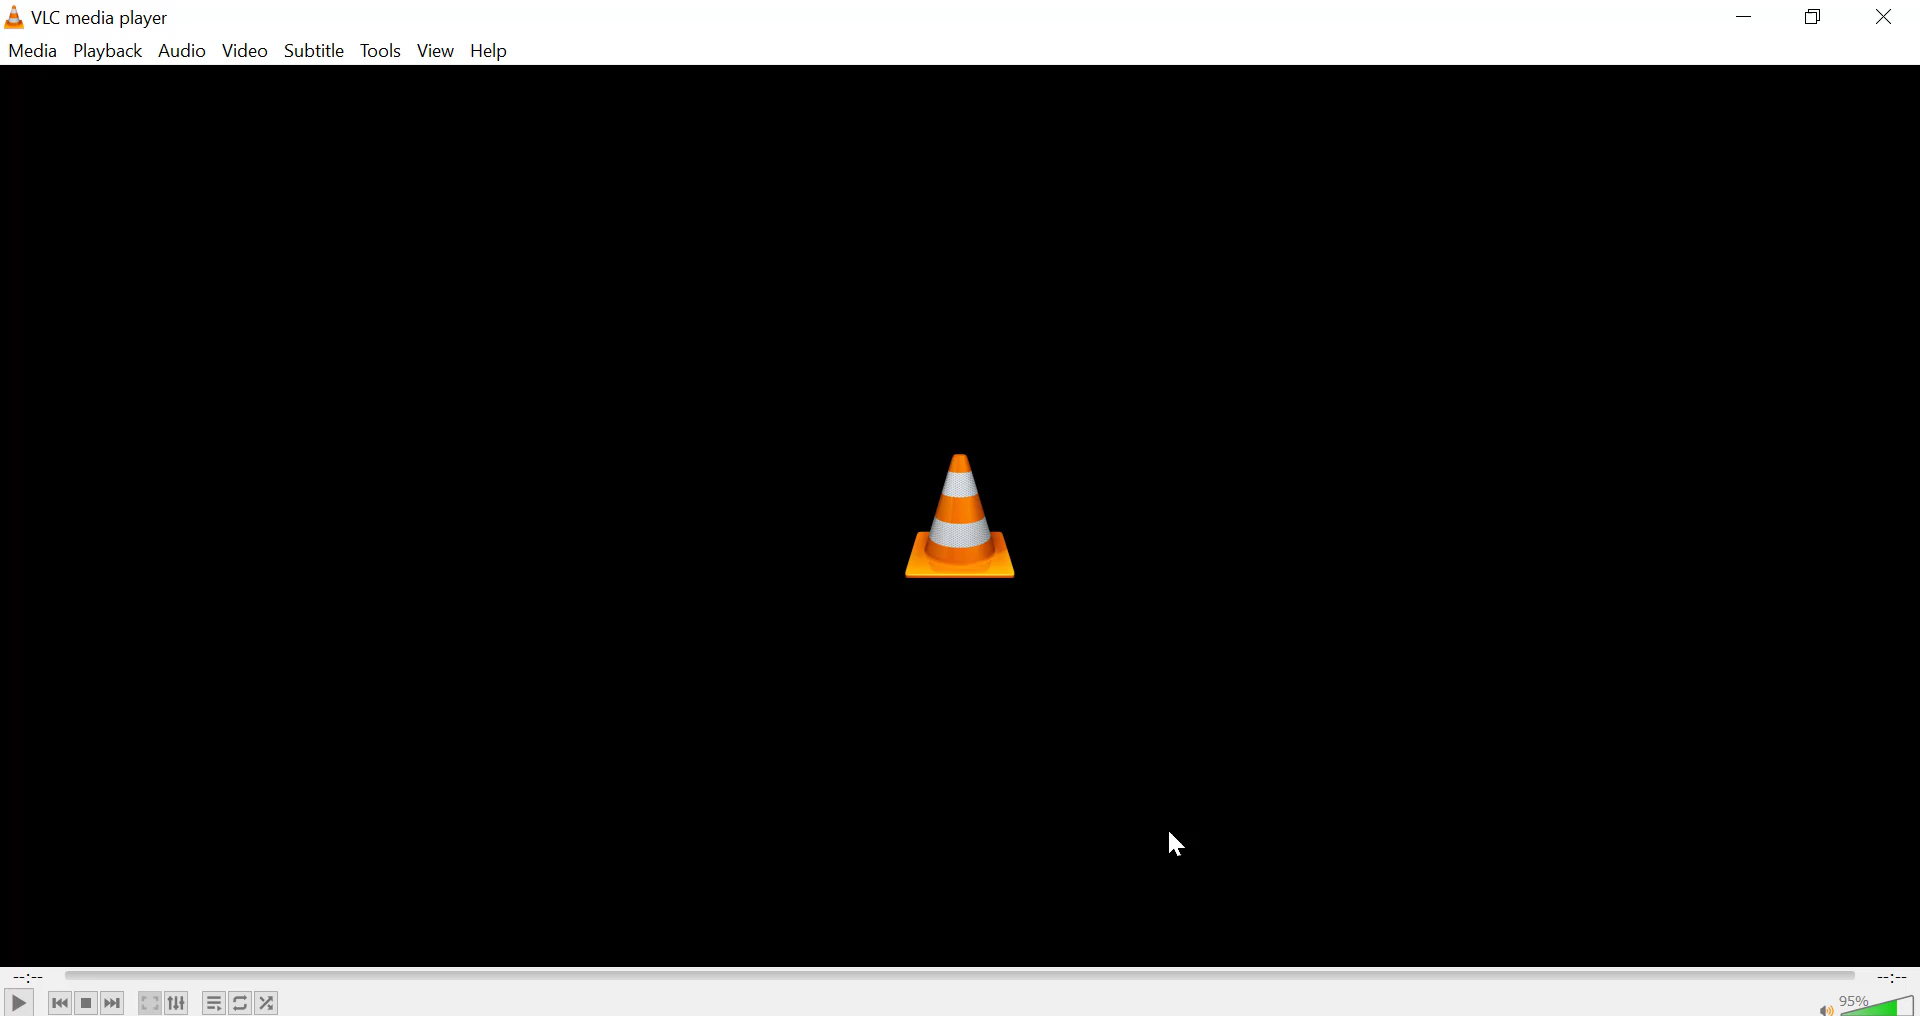 VLC media player
Media Playback Audio Video Subtitle Tools View Help
--:-- --:--
95%